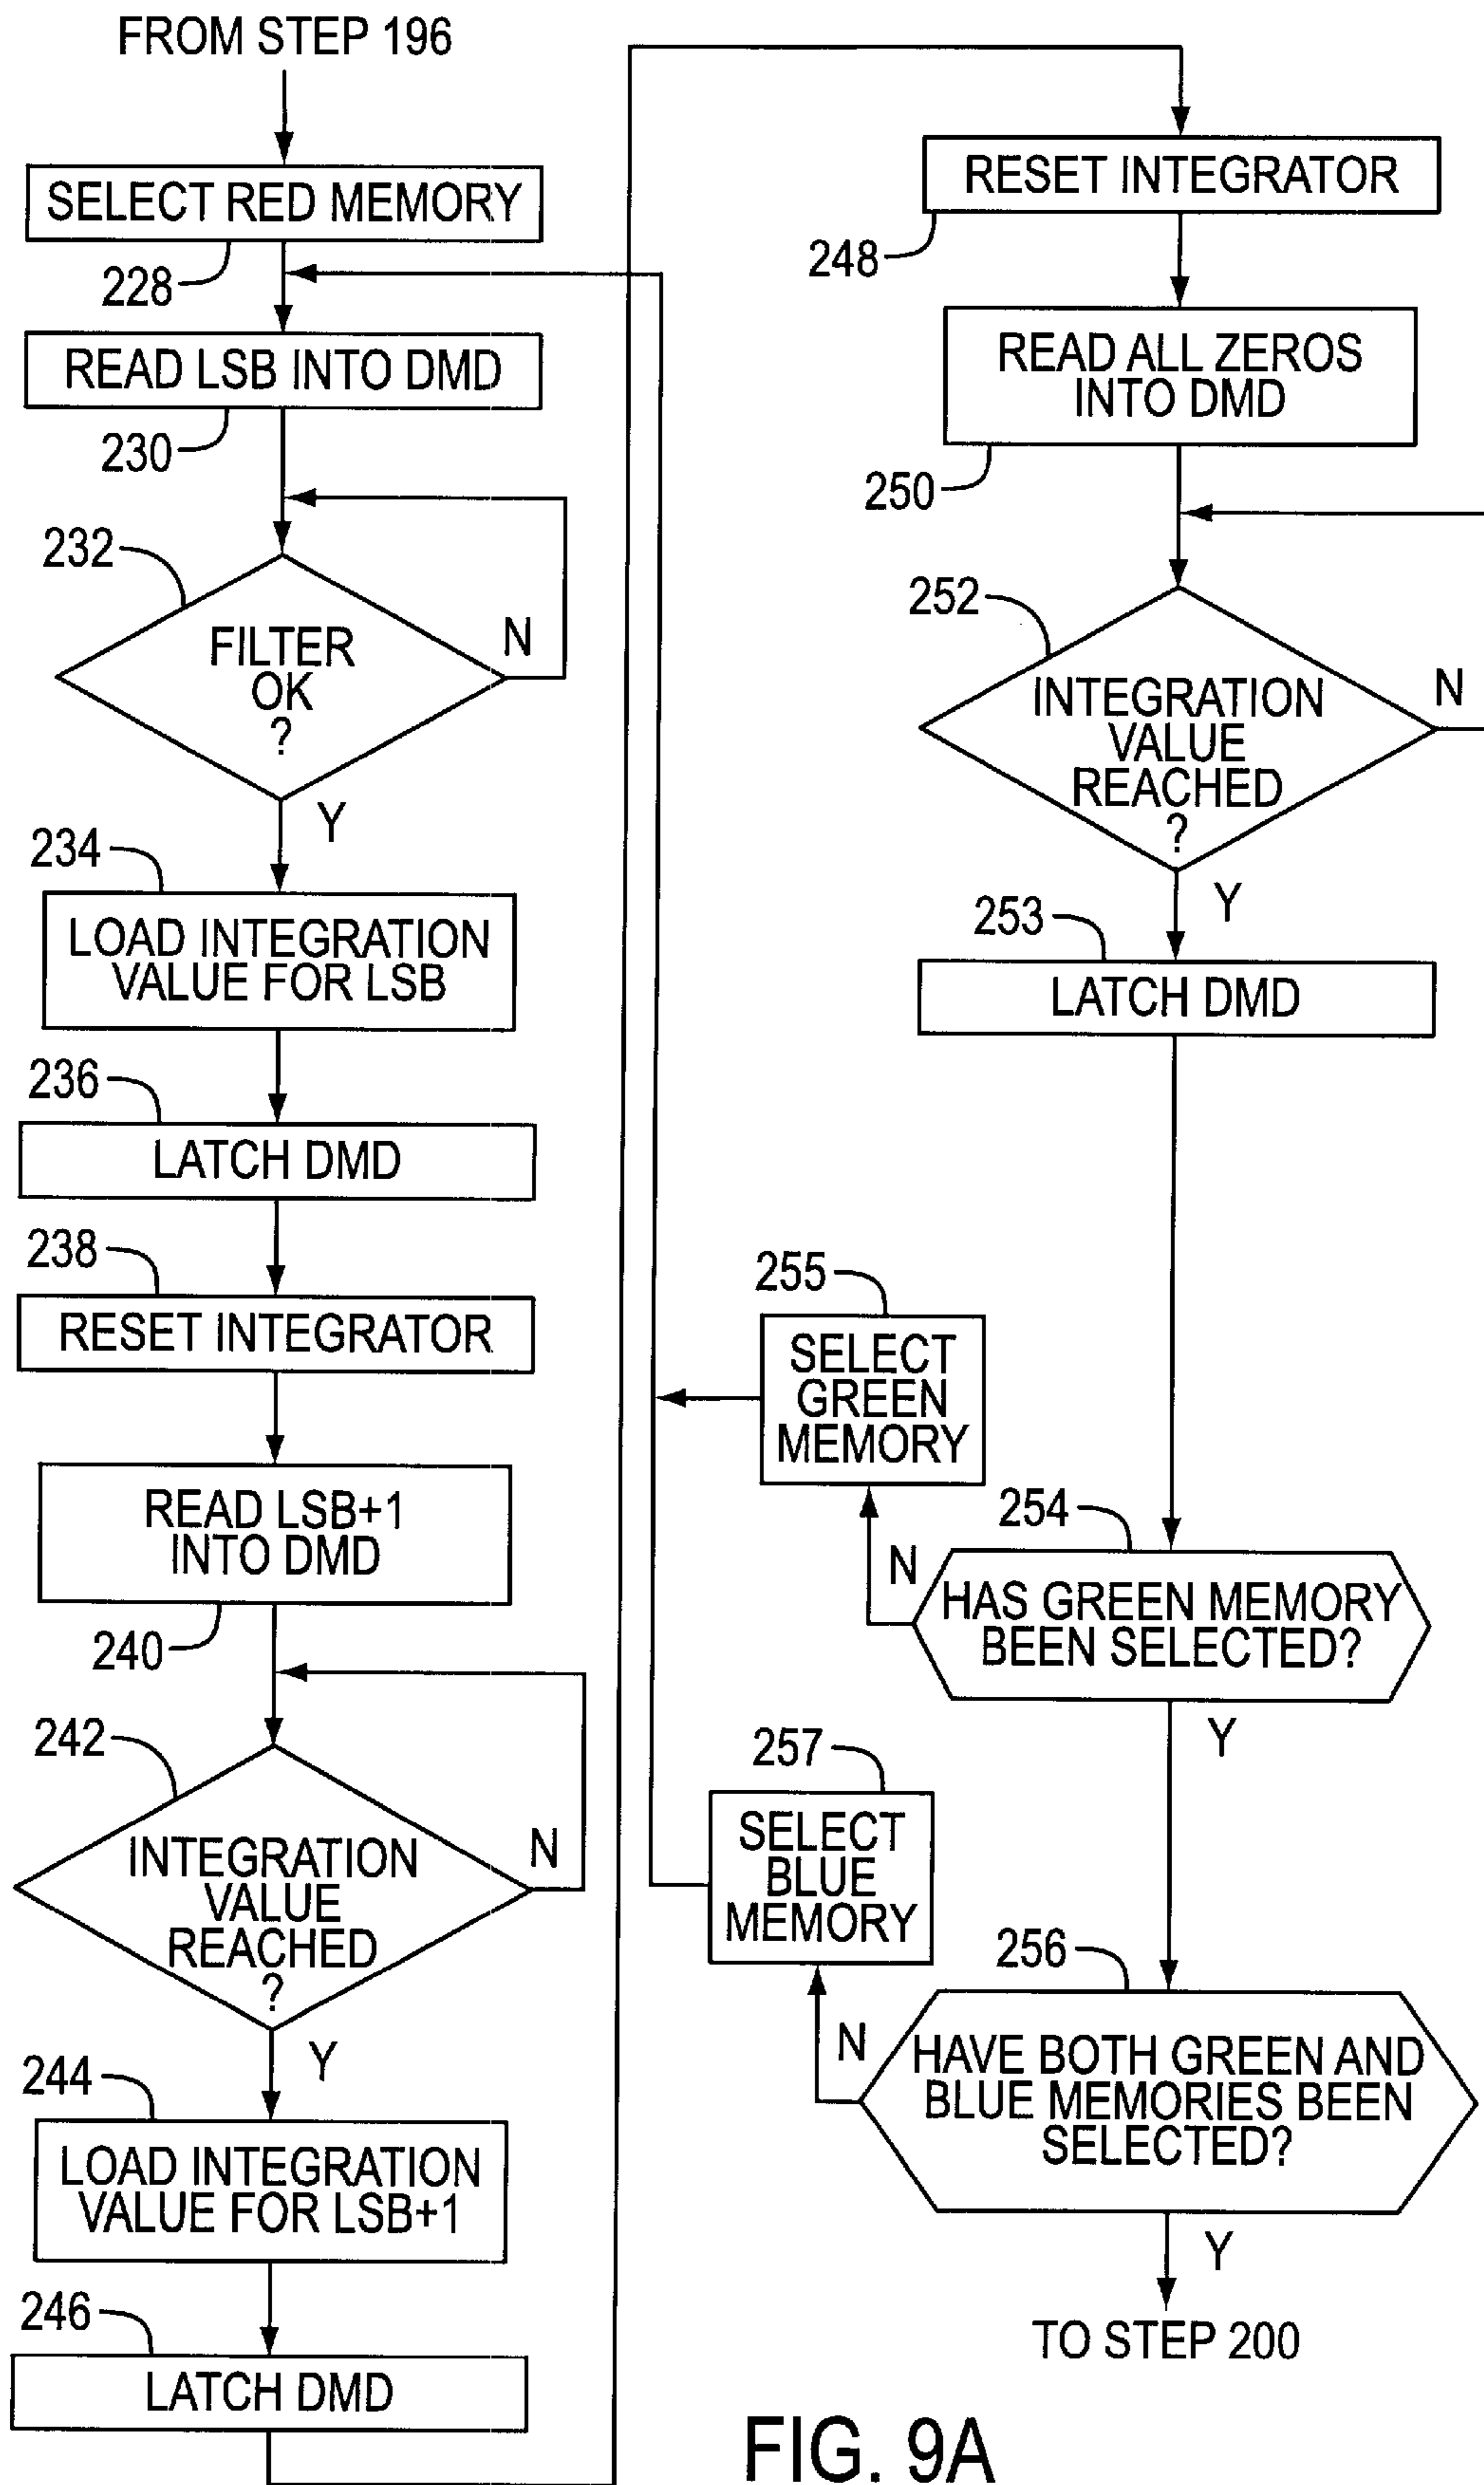 FROM STEP 196
SELECT RED MEMORY
228
READ LSB INTO DMD
230
232
FILTER
OK
?
N
Y
234
LOAD INTEGRATION
VALUE FOR LSB
236
LATCH DMD
238
RESET INTEGRATOR
READ LSB+1
INTO DMD
240
242
INTEGRATION
VALUE
REACHED
?
N
Y
244
LOAD INTEGRATION
VALUE FOR LSB+1
246
LATCH DMD
RESET INTEGRATOR
248
READ ALL ZEROS
INTO DMD
250
252
INTEGRATION
VALUE
REACHED
?
N
Y
253
LATCH DMD
255
SELECT
GREEN
MEMORY
254
N
HAS GREEN MEMORY
BEEN SELECTED?
Y
257
SELECT
BLUE
MEMORY
256
N
HAVE BOTH GREEN AND
BLUE MEMORIES BEEN
SELECTED?
Y
TO STEP 200
FIG. 9A